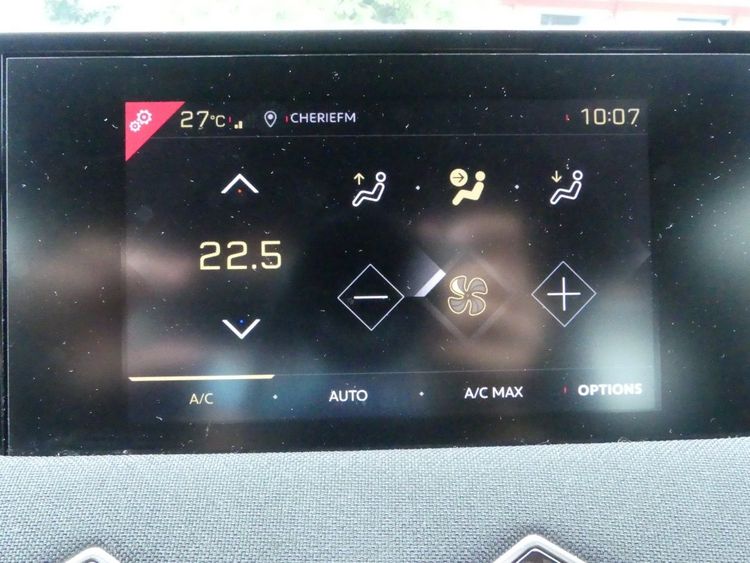 27°C CHERIEFM 10:07
22.5
A/C AUTO A/C MAX OPTIONS